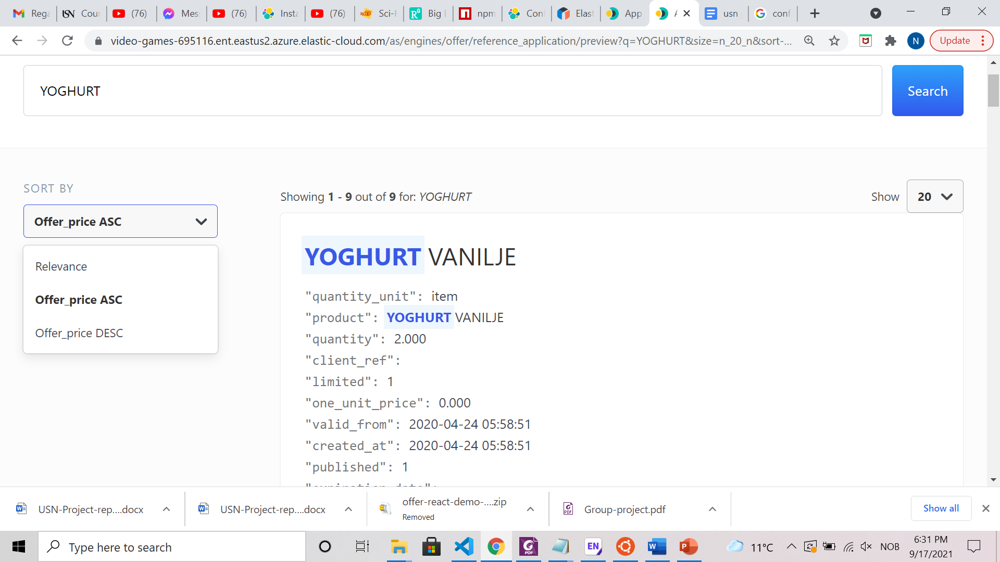 Rega
USN Cour
(76)
Mes
(76)
Insta
(76)
Sci-H
Big D
npm
Con
Elast
App
usn
conf
video-games-695116.ent.eastus2.azure.elastic-cloud.com/as/engines/offer/reference_application/preview?q=YOGHURT&size=n_20_n&sort-...
N
Update
YOGHURT
Search
SORT BY
Showing 1 - 9 out of 9 for: YOGHURT
Show 20
Offer_price ASC
Relevance
Offer_price ASC
Offer_price DESC
YOGHURT VANILJE
"quantity_unit": item
"product": YOGHURT VANILJE
"quantity": 2.000
"client_ref":
"limited": 1
"one_unit_price": 0.000
"valid_from": 2020-04-24 05:58:51
"created_at": 2020-04-24 05:58:51
"published": 1
USN-Project-rep....docx
USN-Project-rep....docx
offer-react-demo-....zip
Removed
Group-project.pdf
Show all
Type here to search
PDF
EN
11°C
NOB
6:31 PM
9/17/2021